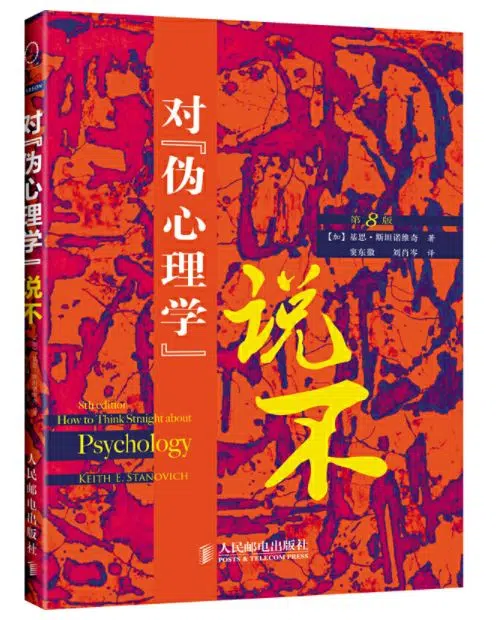 对『伪心理学』
说不
第8版
【加】基思·斯坦诺维奇 著
窦东徽 刘肖岑 译
8th edition
How to Think Straight about
Psychology
KEITH E. STANOVICH
人民邮电出版社
POSTS & TELECOM PRESS
PEARSON
对『伪心理学』说不
人民邮电出版社